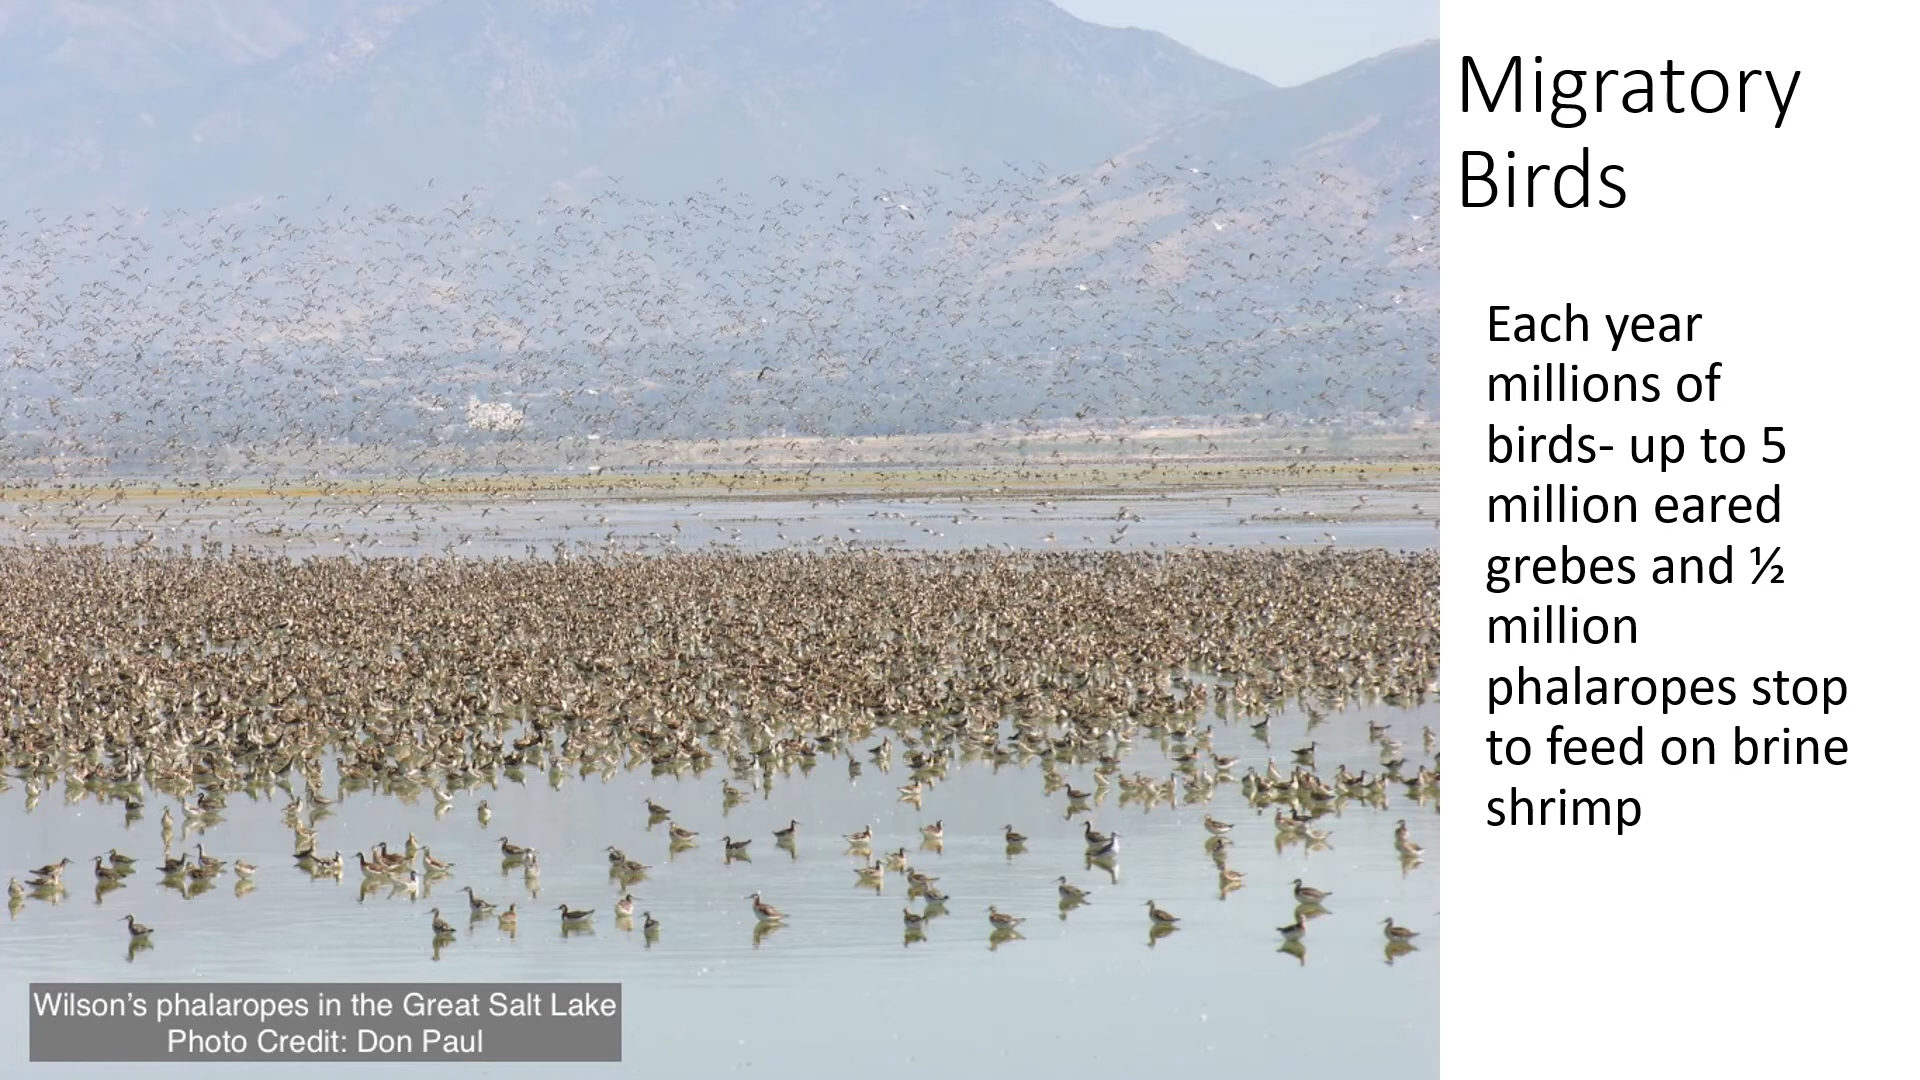 Migratory
Birds
Each year
millions of
birds- up to 5
million eared
grebes and ½
million
phalaropes stop
to feed on brine
shrimp
Wilson’s phalaropes in the Great Salt Lake
Photo Credit: Don Paul